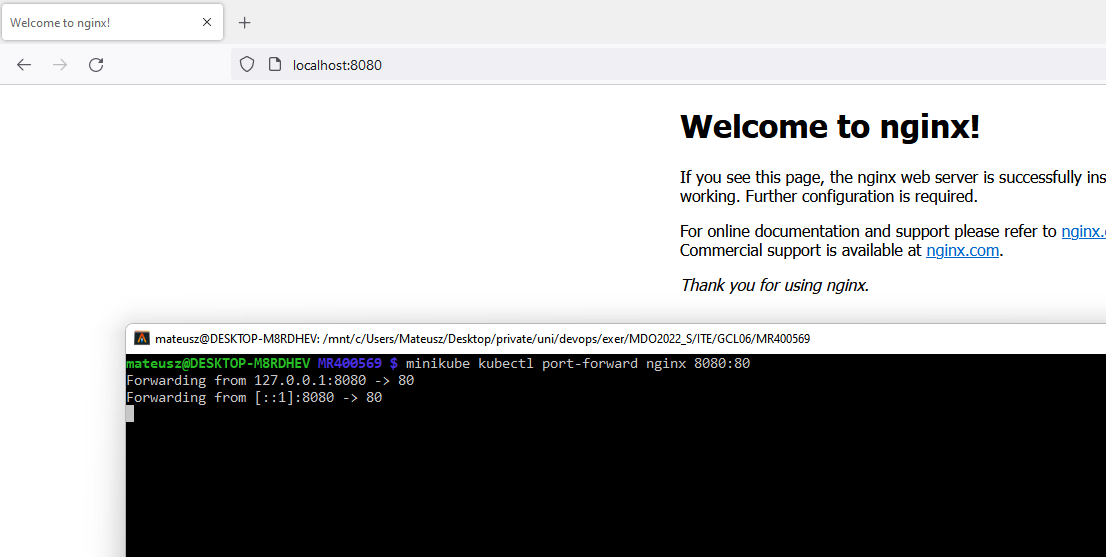 Welcome to nginx!
localhost:8080
Welcome to nginx!
If you see this page, the nginx web server is successfully ins
working. Further configuration is required.
For online documentation and support please refer to nginx.
Commercial support is available at nginx.com.
Thank you for using nginx.
mateusz@DESKTOP-M8RDHEV: /mnt/c/Users/Mateusz/Desktop/private/uni/devops/exer/MDO2022_S/ITE/GCL06/MR400569
mateusz@DESKTOP-M8RDHEV MR400569 $ minikube kubectl port-forward nginx 8080:80
Forwarding from 127.0.0.1:8080 -> 80
Forwarding from [::1]:8080 -> 80